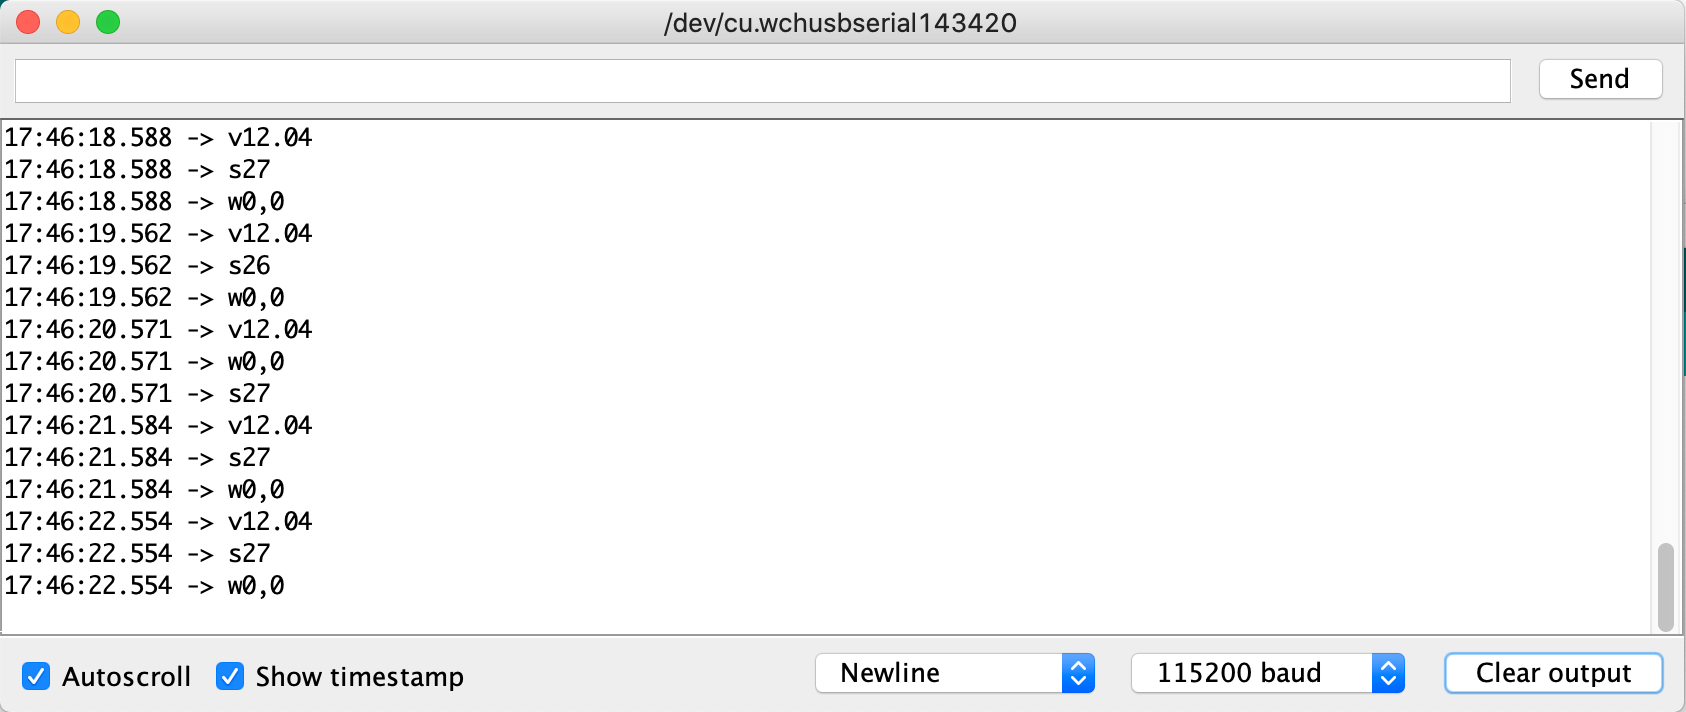 /dev/cu.wchusbserial143420
Send
17:46:18.588 -> v12.04
17:46:18.588 -> s27
17:46:18.588 -> w0,0
17:46:19.562 -> v12.04
17:46:19.562 -> s26
17:46:19.562 -> w0,0
17:46:20.571 -> v12.04
17:46:20.571 -> w0,0
17:46:20.571 -> s27
17:46:21.584 -> v12.04
17:46:21.584 -> s27
17:46:21.584 -> w0,0
17:46:22.554 -> v12.04
17:46:22.554 -> s27
17:46:22.554 -> w0,0
Autoscroll Show timestamp Newline 115200 baud Clear output